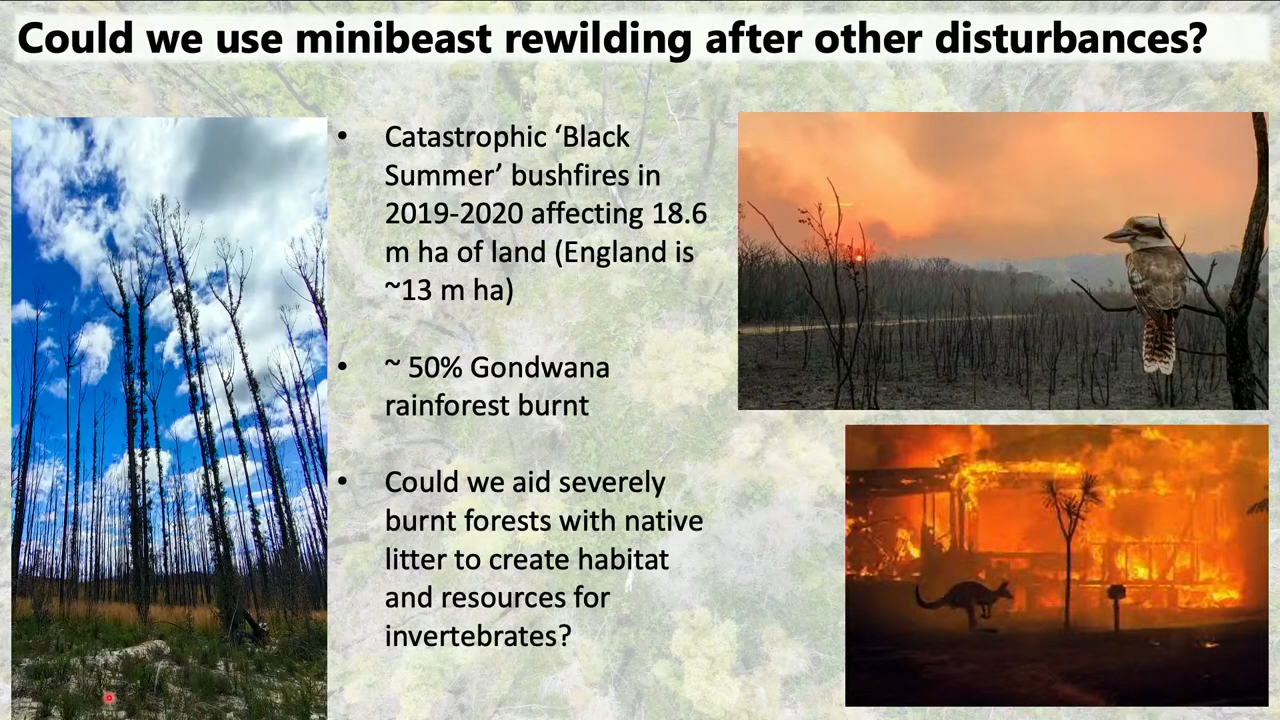 Could we use minibeast rewilding after other disturbances?
• Catastrophic ‘Black
Summer’ bushfires in
2019-2020 affecting 18.6
m ha of land (England is
~13 m ha)
• ~ 50% Gondwana
rainforest burnt
• Could we aid severely
burnt forests with native
litter to create habitat
and resources for
invertebrates?